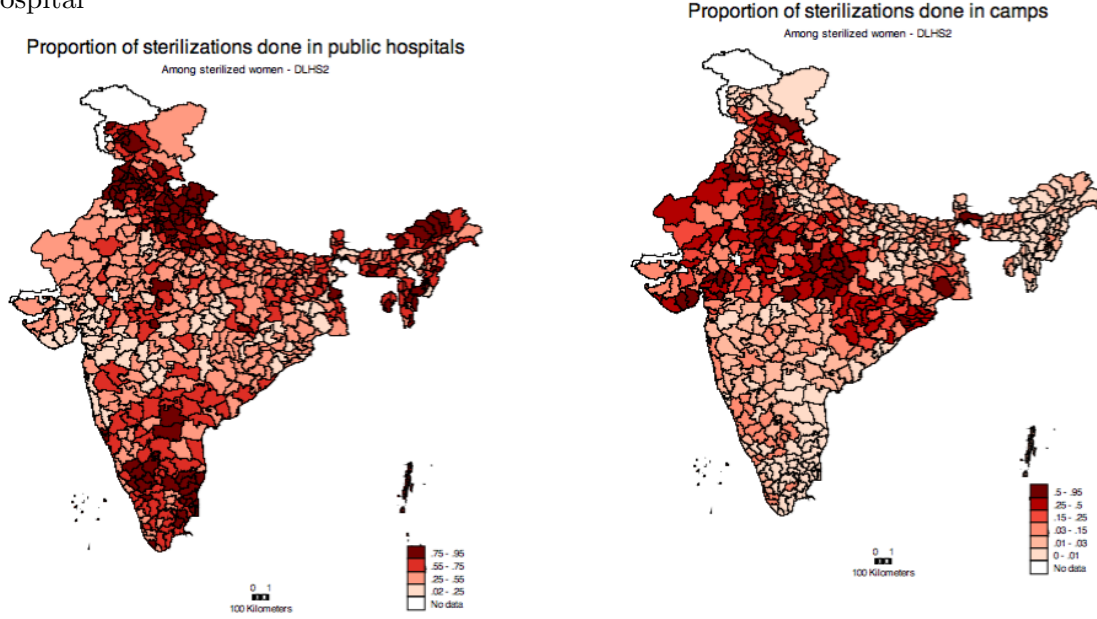 ospital
Proportion of sterilizations done in public hospitals
Among sterilized women - DLHS2
.75 - .95
.55 - .75
.25 - .55
.02 - .25
No data
0 1
100 Kilometers
Proportion of sterilizations done in camps
Among sterilized women - DLHS2
.5 - .95
.25 - .5
.15 - .25
.03 - .15
.01 - .03
0 - .01
No data
0 1
100 Kilometers